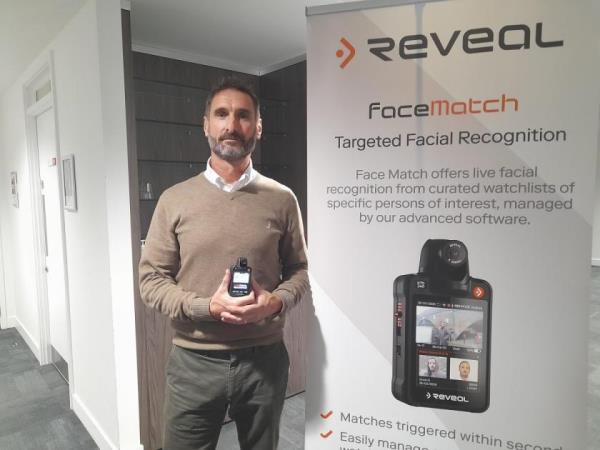 REVEAL
faceMatch
Targeted Facial Recognition
Face Match offers live facial
recognition from curated watchlists of
specific persons of interest, managed
by our advanced software.
REVEAL
Matches triggered within second
Easily manage